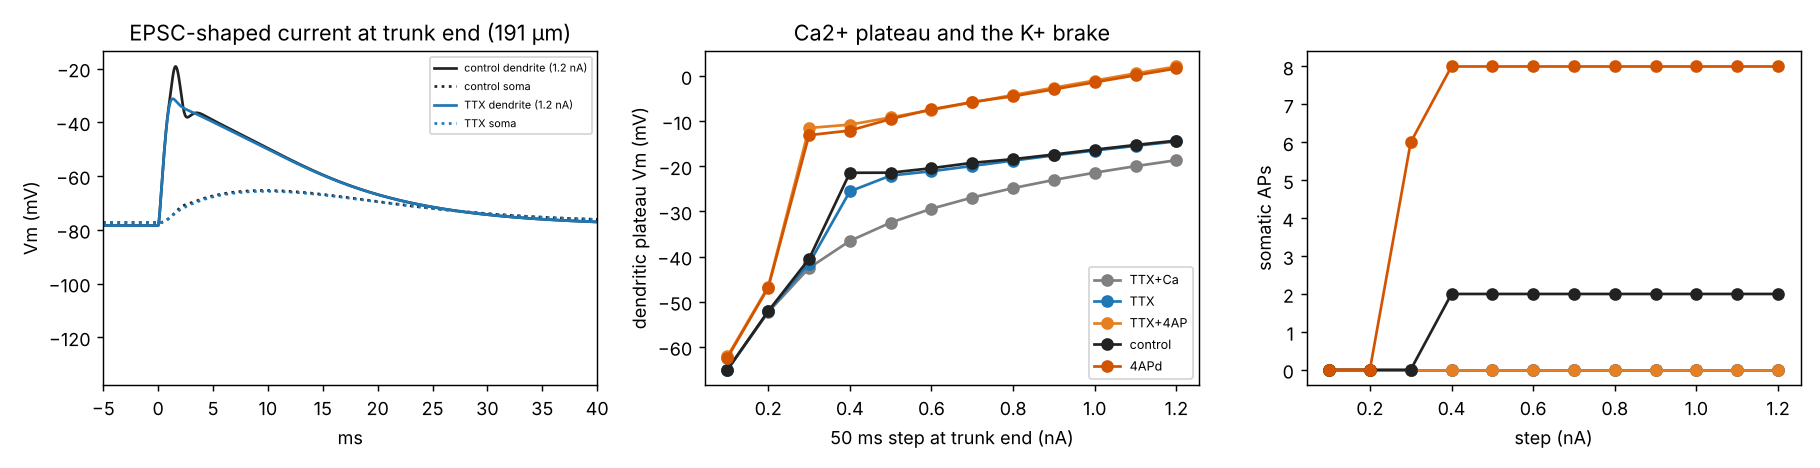 EPSC-shaped current at trunk end (191 μm)
−20
−40
−60
−80
−100
−120
Vm (mV)
control dendrite (1.2 nA)
control soma
TTX dendrite (1.2 nA)
TTX soma
−5
0
5
10
15
20
25
30
35
40
ms
Ca2+ plateau and the K+ brake
0
−10
−20
−30
−40
−50
−60
dendritic plateau Vm (mV)
TTX+Ca
TTX
TTX+4AP
control
4APd
0.2
0.4
0.6
0.8
1.0
1.2
50 ms step at trunk end (nA)
8
7
6
5
4
3
2
1
0
somatic APs
0.2
0.4
0.6
0.8
1.0
1.2
step (nA)